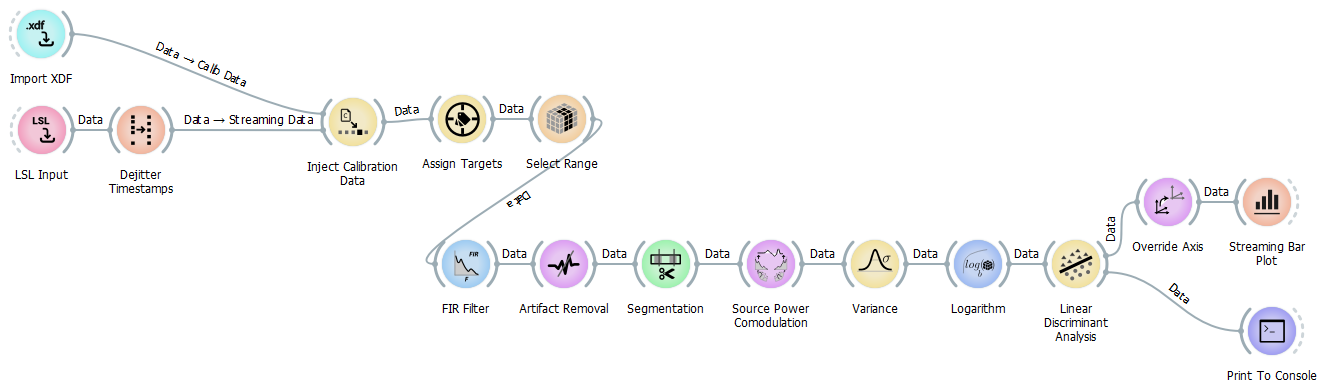 .xdf
Import XDF
Data → Calib Data
LSL
LSL Input
Data
Dejitter
Timestamps
Data → Streaming Data
C
Inject Calibration
Data
Data
Assign Targets
Data
Select Range
Data
FIR
F
FIR Filter
Data
Artifact Removal
Data
Segmentation
Data
Source Power
Comodulation
Data
σ
Variance
Data
log
b
Logarithm
Data
Linear
Discriminant
Analysis
Data
Override Axis
Data
Streaming Bar
Plot
Data
>_
Print To Console